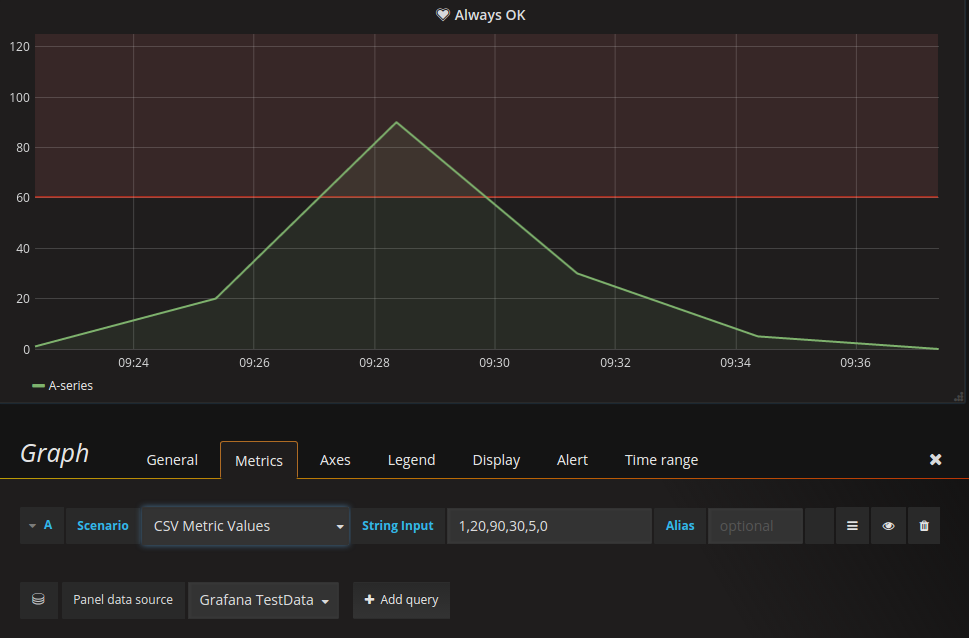 Always OK
120
100
80
60
40
20
0
09:24 09:26 09:28 09:30 09:32 09:34 09:36
A-series
Graph General Metrics Axes Legend Display Alert Time range
A Scenario CSV Metric Values String Input 1,20,90,30,5,0 Alias optional
Panel data source Grafana TestData Add query